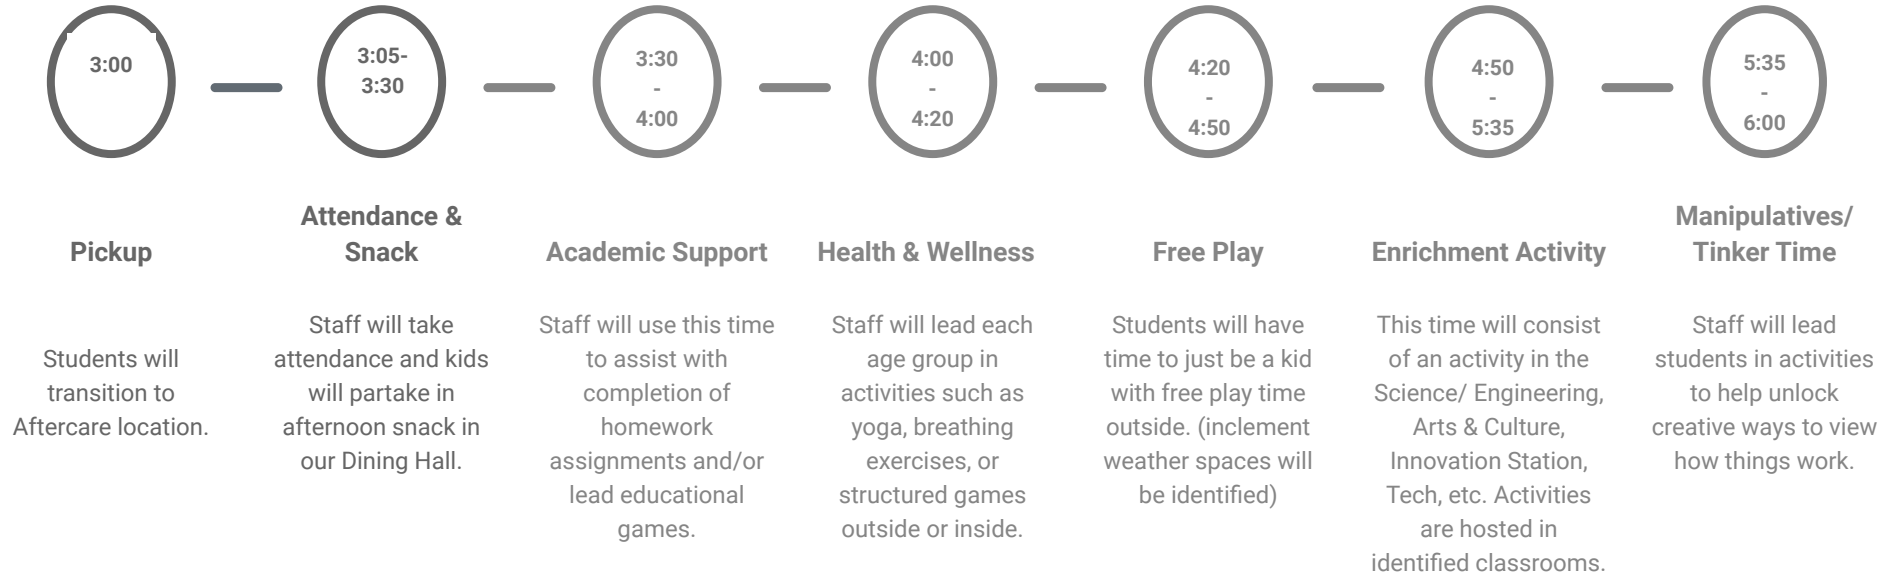 3:00
Pickup
Students will
transition to
Aftercare location.
3:05-
3:30
Attendance &
Snack
Staff will take
attendance and kids
will partake in
afternoon snack in
our Dining Hall.
3:30
-
4:00
Academic Support
Staff will use this time
to assist with
completion of
homework
assignments and/or
lead educational
games.
4:00
-
4:20
Health & Wellness
Staff will lead each
age group in
activities such as
yoga, breathing
exercises, or
structured games
outside or inside.
4:20
-
4:50
Free Play
Students will have
time to just be a kid
with free play time
outside. (inclement
weather spaces will
be identified)
4:50
-
5:35
Enrichment Activity
This time will consist
of an activity in the
Science/ Engineering,
Arts & Culture,
Innovation Station,
Tech, etc. Activities
are hosted in
identified classrooms.
5:35
-
6:00
Manipulatives/
Tinker Time
Staff will lead
students in activities
to help unlock
creative ways to view
how things work.